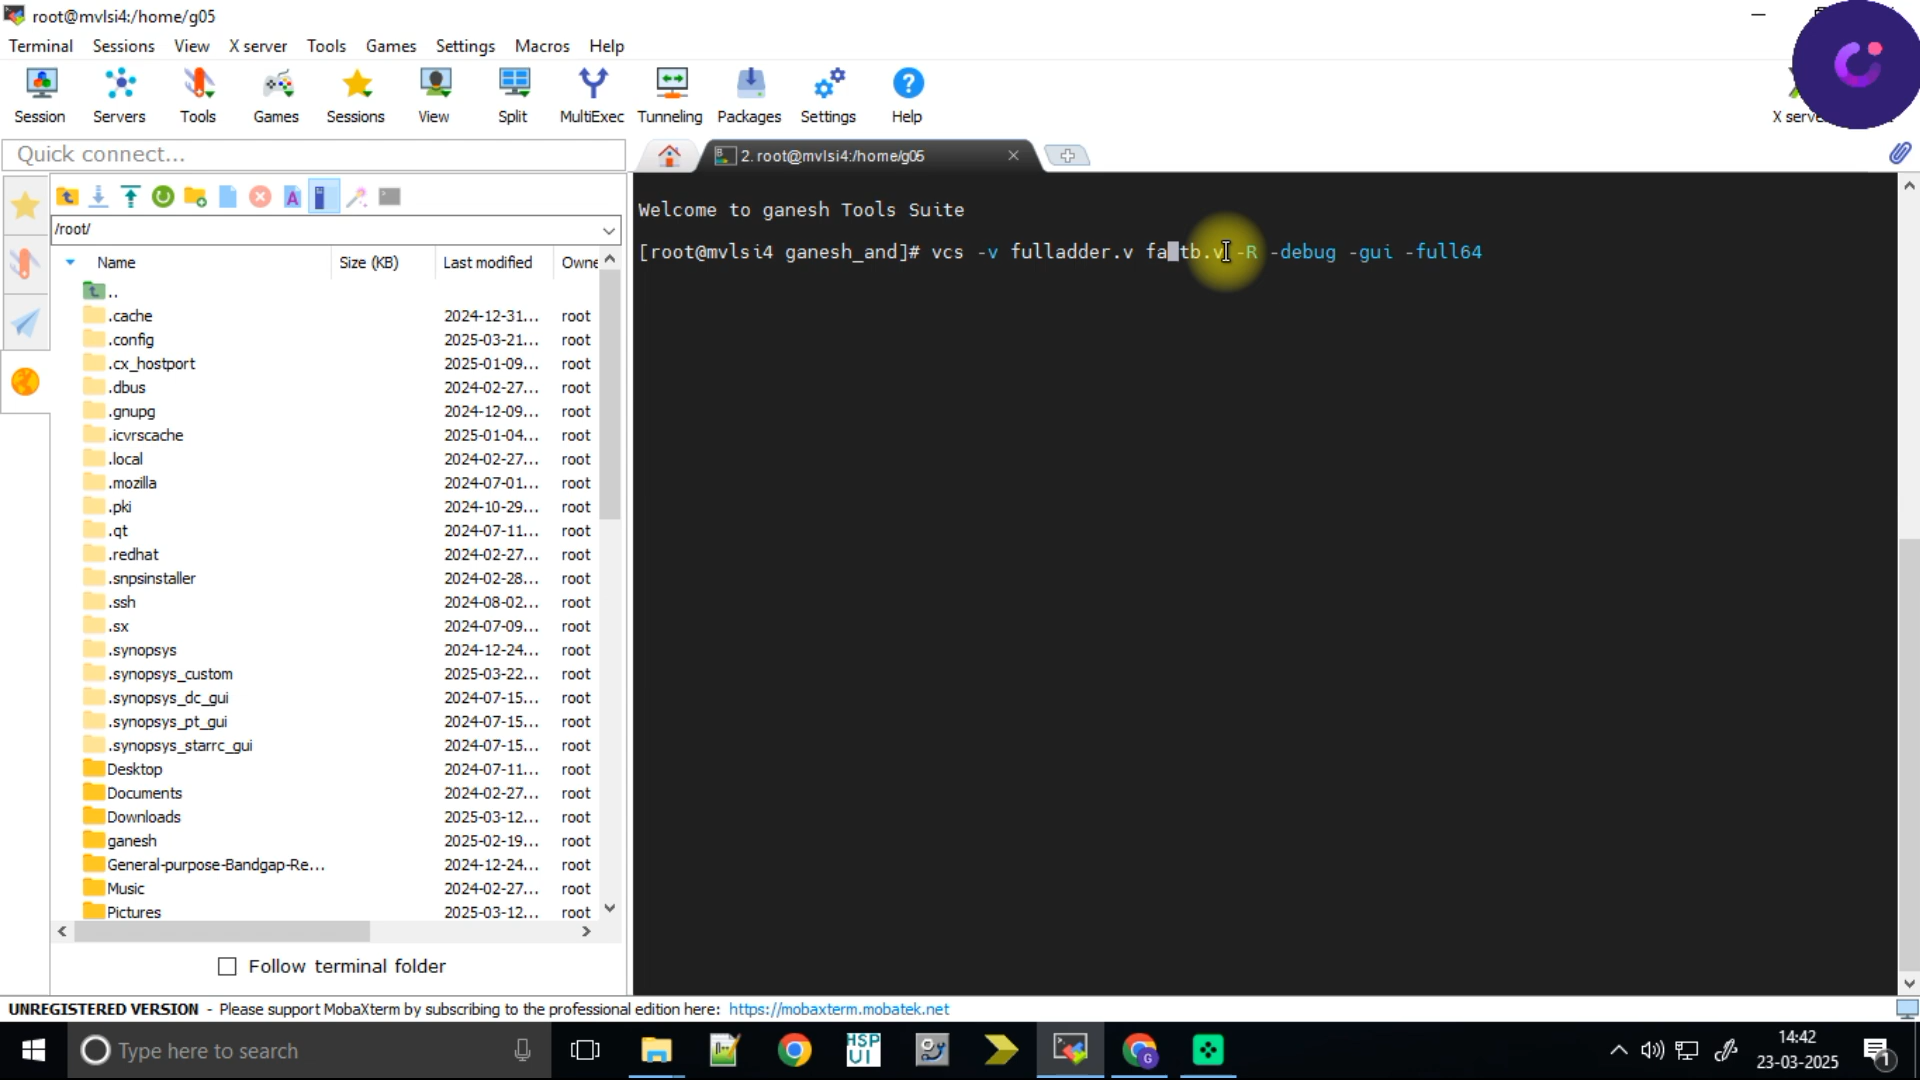 root@mvlsi4:/home/g05
Terminal Sessions View X server Tools Games Settings Macros Help
Session Servers Tools Games Sessions View Split MultiExec Tunneling Packages Settings Help
Quick connect...
2. root@mvlsi4:/home/g05
/root/
Name Size (KB) Last modified
..
.cache 2024-12-31... root
.config 2025-03-21... root
.cx_hostport 2025-01-09... root
.dbus 2024-02-27... root
.gnupg 2024-12-09... root
.icvrscache 2025-01-04... root
.local 2024-02-27... root
.mozilla 2024-07-01... root
.pki 2024-10-29... root
.qt 2024-07-11... root
.redhat 2024-02-27... root
.snpsinstaller 2024-02-28... root
.ssh 2024-08-02... root
.sx 2024-07-09... root
.synopsys 2024-12-24... root
.synopsys_custom 2025-03-22... root
.synopsys_dc_gui 2024-07-15... root
.synopsys_pt_gui 2024-07-15... root
.synopsys_starrc_gui 2024-07-15... root
Desktop 2024-07-11... root
Documents 2024-02-27... root
Downloads 2025-03-12... root
ganesh 2025-02-19... root
General-purpose-Bandgap-Re... 2024-12-24... root
Music 2024-02-27... root
Pictures 2025-03-12... root
Follow terminal folder
Welcome to ganesh Tools Suite
[root@mvlsi4 ganesh_and]# vcs -v fulladder.v -R -debug -gui -full64
UNREGISTERED VERSION - Please support MobaXterm by subscribing to the professional edition here: https://mobaxterm.mobatek.net
Type here to search
HSP
UI
G
14:42
23-03-2025
1